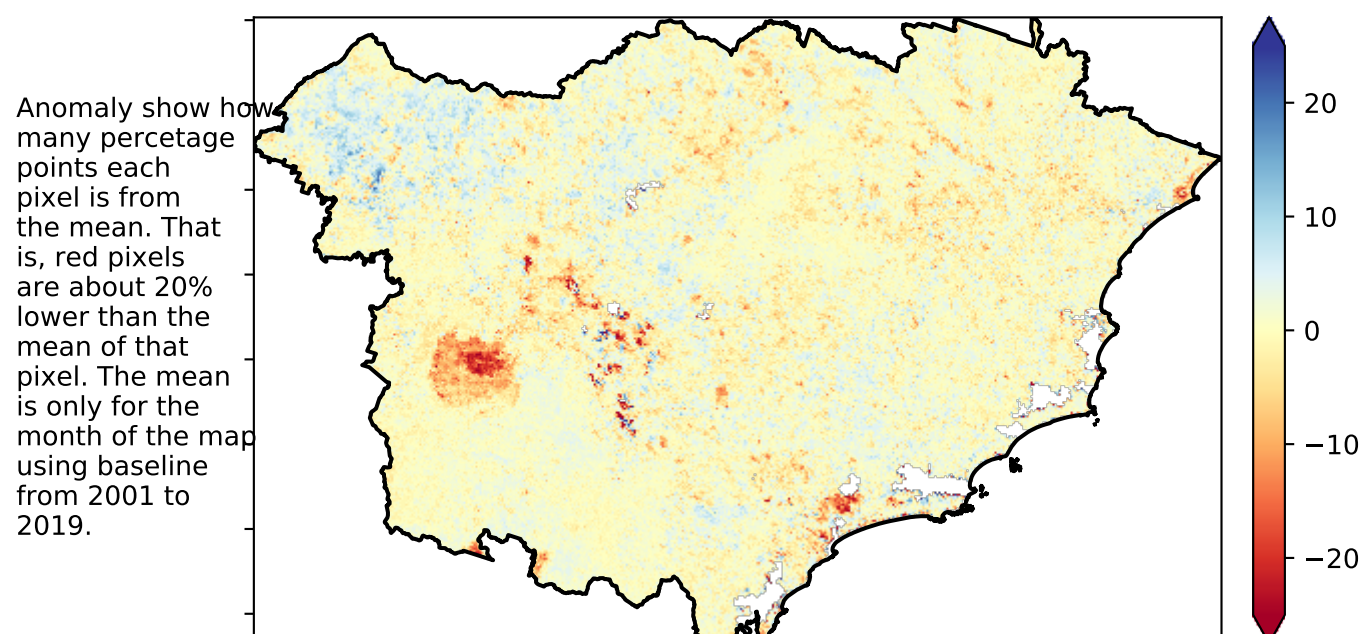 Anomaly show how
many percetage
points each
pixel is from
the mean. That
is, red pixels
are about 20%
lower than the
mean of that
pixel. The mean
is only for the
month of the map
using baseline
from 2001 to
2019.
20
10
0
−10
−20